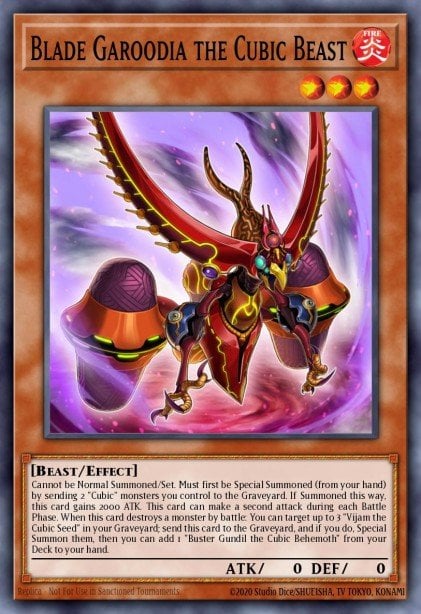 Blade Garoodia the Cubic Beast
FIRE
炎
[Beast/Effect]
Cannot be Normal Summoned/Set. Must first be Special Summoned (from your hand)
by sending 2 "Cubic" monsters you control to the Graveyard. If Summoned this way,
this card gains 2000 ATK. This card can make a second attack during each Battle
Phase. When this card destroys a monster by battle: You can target up to 3 "Vijam the
Cubic Seed" in your Graveyard; send this card to the Graveyard, and if you do, Special
Summon them, then you can add 1 "Buster Gundil the Cubic Behemoth" from your
Deck to your hand.
ATK/ 0 DEF/ 0
Replica - Not For Use in Sanctioned Tournaments
©2020 Studio Dice/SHUEISHA, TV TOKYO, KONAMI